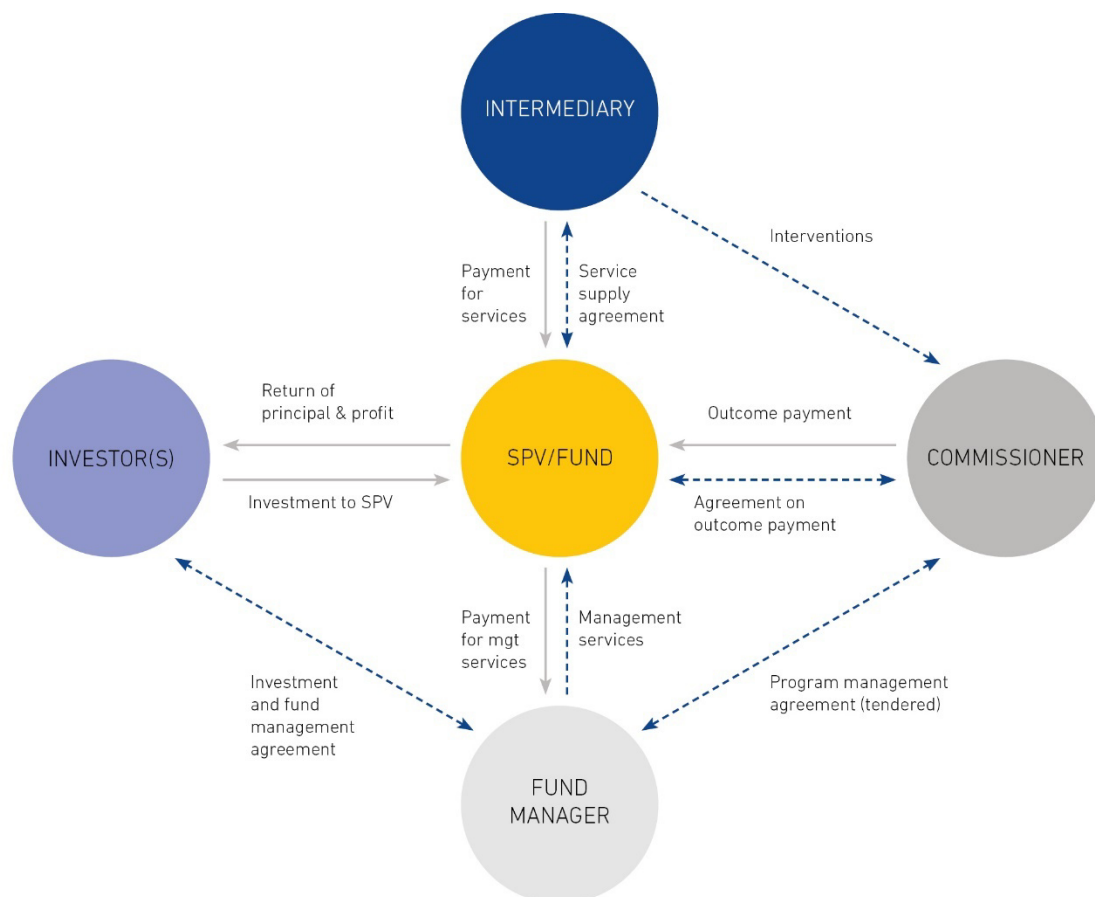 INTERMEDIARY
Interventions
Payment
for
services
Service
supply
agreement
Return of
principal & profit
Outcome payment
INVESTOR(S)
SPV/FUND
COMMISSIONER
Investment to SPV
Agreement on
outcome payment
Payment
for mgt
services
Management
services
Investment
and fund
management
agreement
Program management
agreement (tendered)
FUND
MANAGER